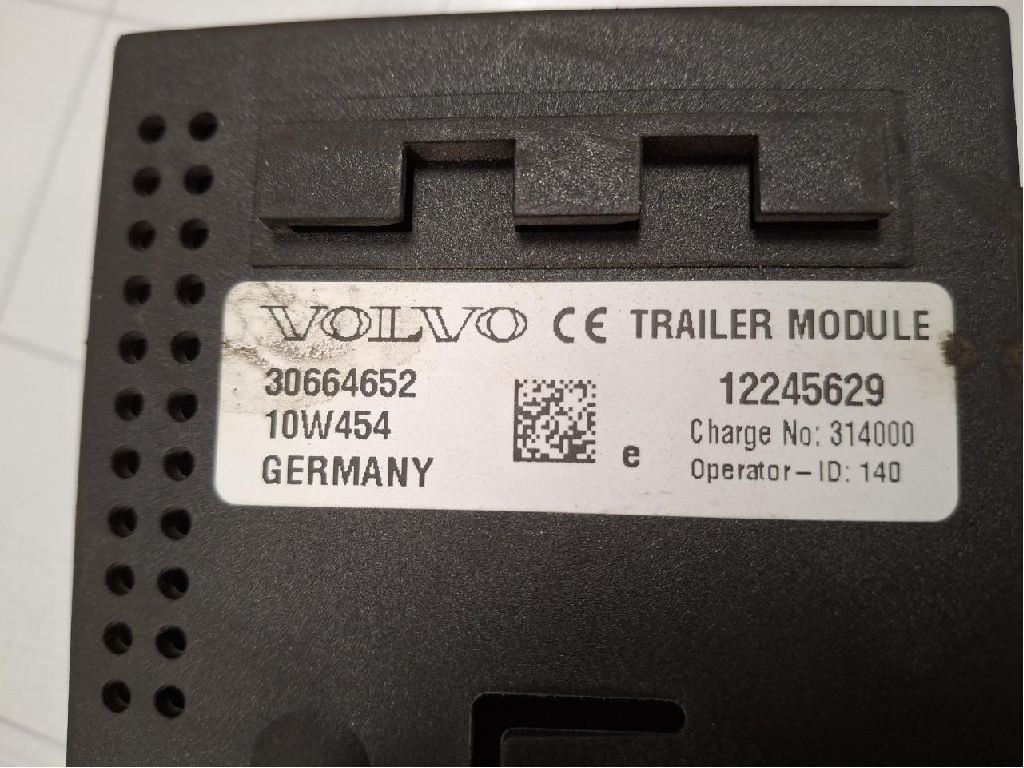 VOLVO CE TRAILER MODULE
30664652
12245629
10W454
Charge No: 314000
e
GERMANY
Operator-ID: 140